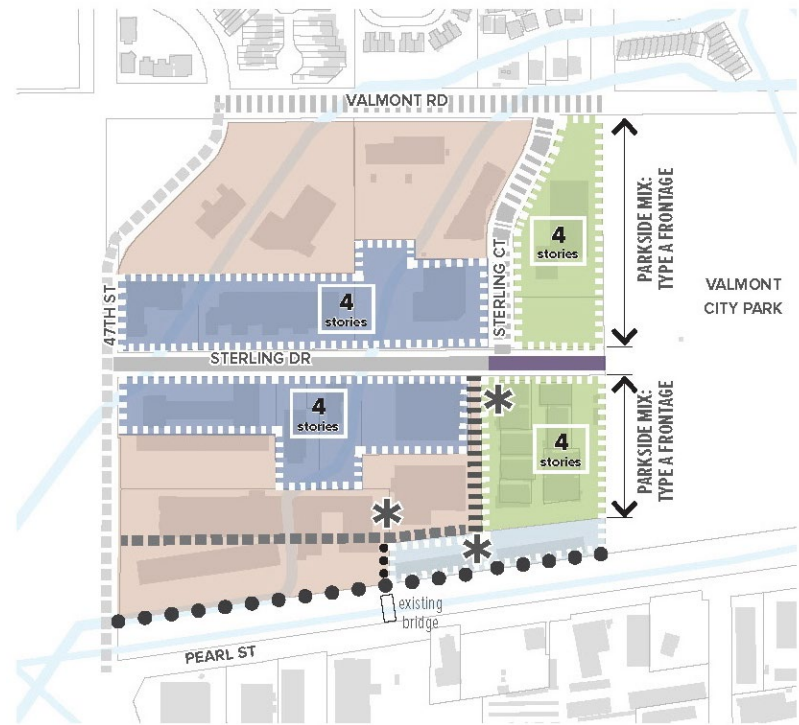 VALMONT RD
47TH ST
STERLING CT
4
stories
PARKSIDE MIX:
TYPE A FRONTAGE
VALMONT
CITY PARK
4
stories
STERLING DR
4
stories
4
stories
PARKSIDE MIX:
TYPE A FRONTAGE
existing
bridge
PEARL ST